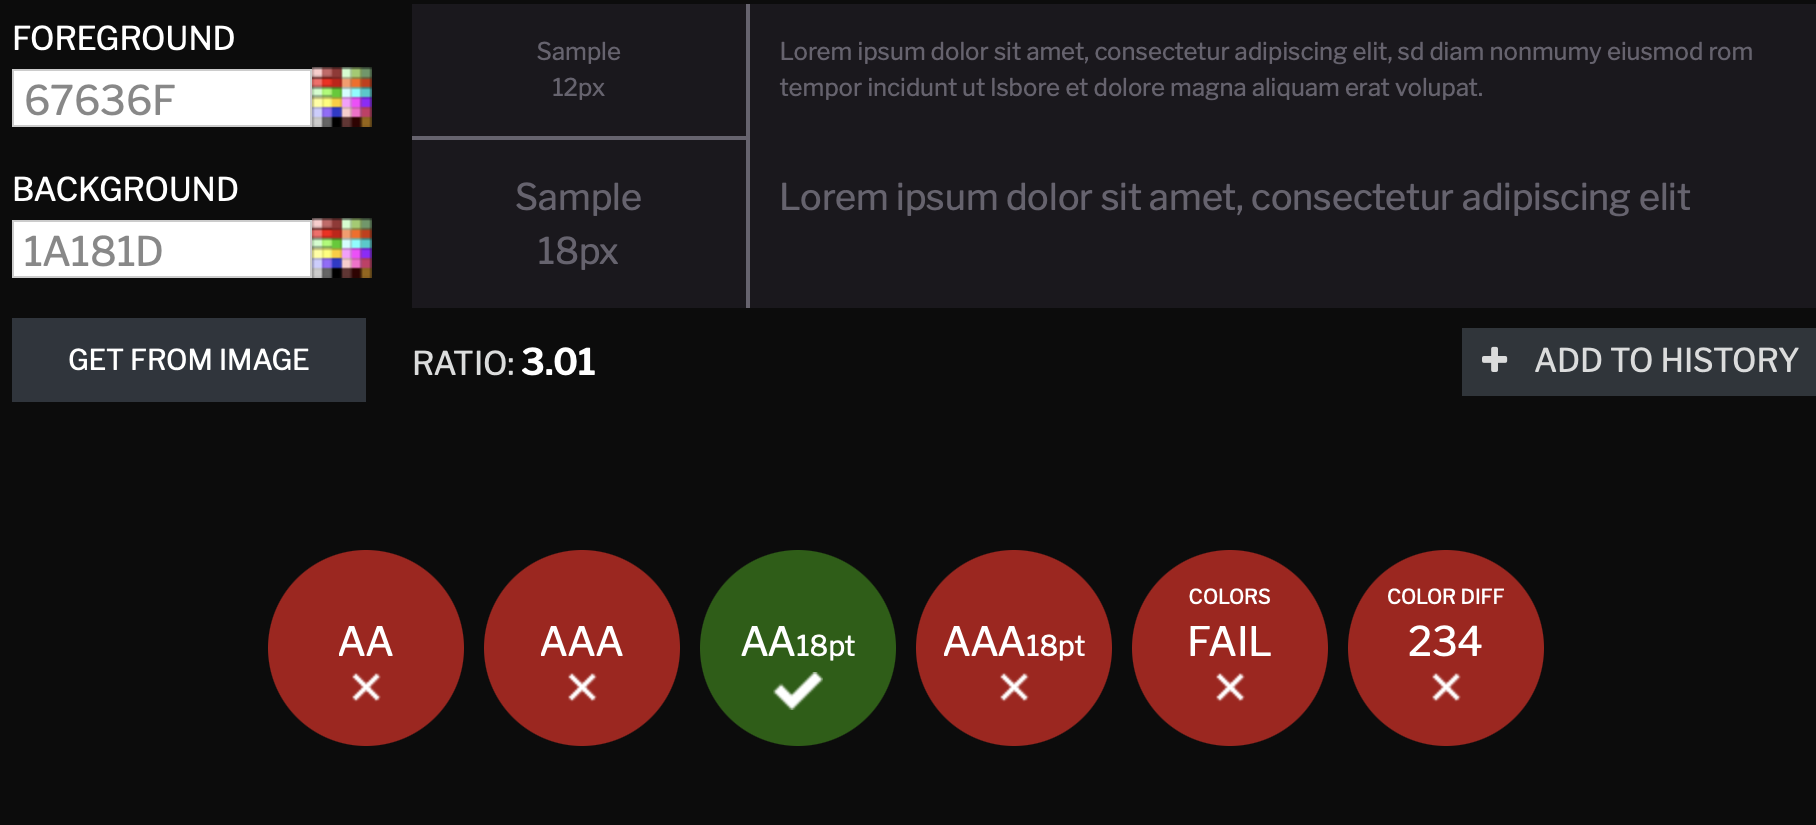 FOREGROUND
67636F
BACKGROUND
1A181D
GET FROM IMAGE
Sample
12px
Lorem ipsum dolor sit amet, consectetur adipiscing elit, sd diam nonmumy eiusmod rom
tempor incidunt ut lsbore et dolore magna aliquam erat volupat.
Sample
18px
Lorem ipsum dolor sit amet, consectetur adipiscing elit
RATIO: 3.01
ADD TO HISTORY
AA
AAA
AA18pt
AAA18pt
COLORS
FAIL
COLOR DIFF
234